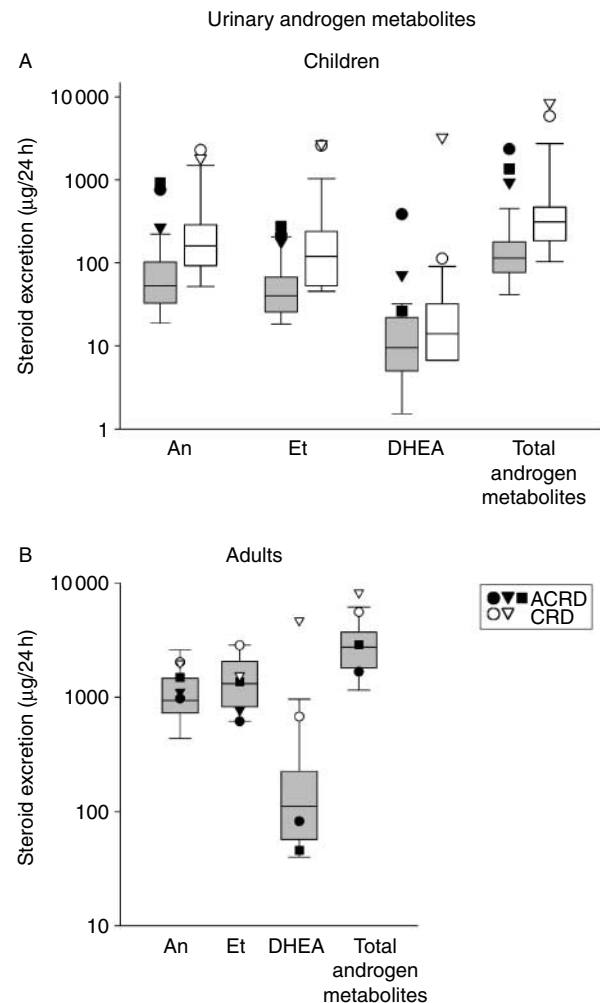 Urinary androgen metabolites
A
Children
Steroid excretion (µg/24 h)
10 000
1000
100
10
1
An
Et
DHEA
Total
androgen
metabolites
B
Adults
Steroid excretion (µg/24 h)
10 000
1000
100
10
An
Et
DHEA
Total
androgen
metabolites
ACRD
CRD